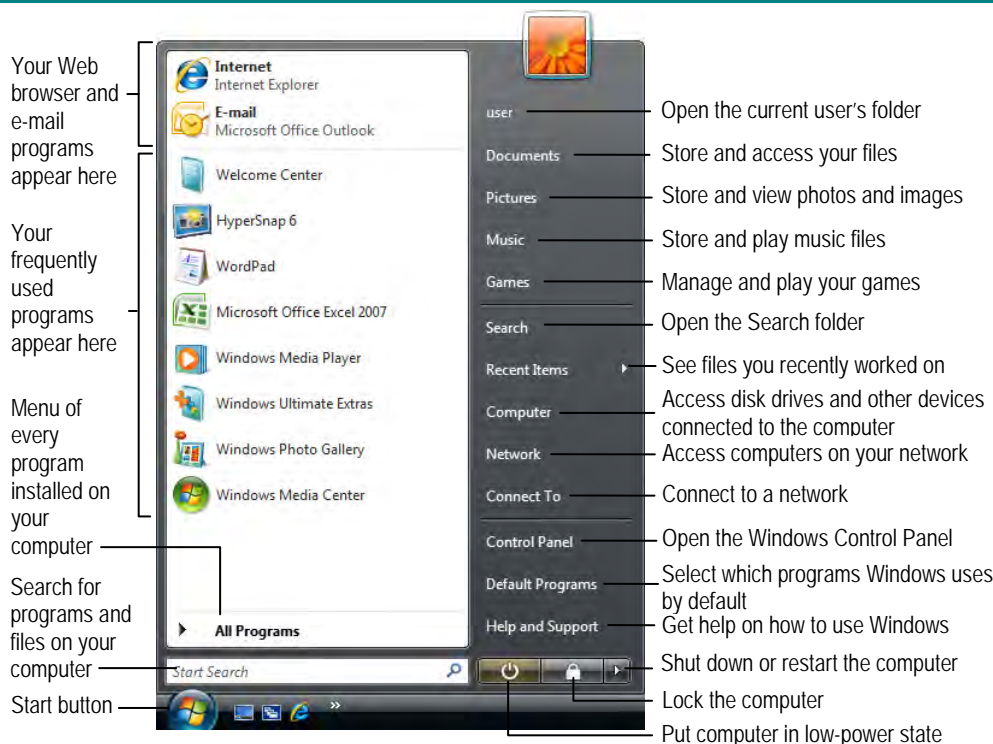 Your Web
browser and
e-mail
programs
appear here
Your
frequently
used
programs
appear here
Menu of
every
program
installed on
your
computer
Search for
programs and
files on your
computer
Start button
Internet
Internet Explorer
E-mail
Microsoft Office Outlook
Welcome Center
HyperSnap 6
WordPad
Microsoft Office Excel 2007
Windows Media Player
Windows Ultimate Extras
Windows Photo Gallery
Windows Media Center
All Programs
Start Search
user
Documents
Pictures
Music
Games
Search
Recent Items
Computer
Network
Connect To
Control Panel
Default Programs
Help and Support
Open the current user's folder
Store and access your files
Store and view photos and images
Store and play music files
Manage and play your games
Open the Search folder
See files you recently worked on
Access disk drives and other devices
connected to the computer
Access computers on your network
Connect to a network
Open the Windows Control Panel
Select which programs Windows uses
by default
Get help on how to use Windows
Shut down or restart the computer
Lock the computer
Put computer in low-power state